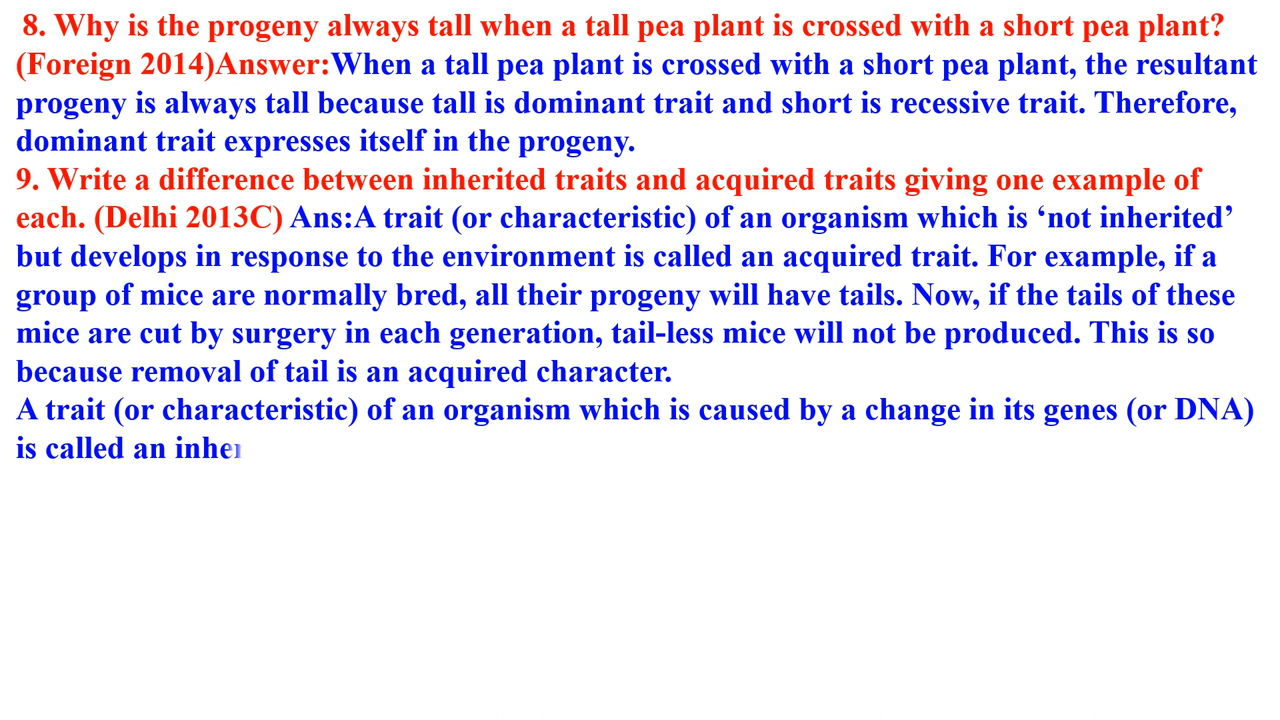 8. Why is the progeny always tall when a tall pea plant is crossed with a short pea plant?
(Foreign 2014)Answer:When a tall pea plant is crossed with a short pea plant, the resultant
progeny is always tall because tall is dominant trait and short is recessive trait. Therefore,
dominant trait expresses itself in the progeny.
9. Write a difference between inherited traits and acquired traits giving one example of
each. (Delhi 2013C) Ans:A trait (or characteristic) of an organism which is ‘not inherited’
but develops in response to the environment is called an acquired trait. For example, if a
group of mice are normally bred, all their progeny will have tails. Now, if the tails of these
mice are cut by surgery in each generation, tail-less mice will not be produced. This is so
because removal of tail is an acquired character.
A trait (or characteristic) of an organism which is caused by a change in its genes (or DNA)
is called an